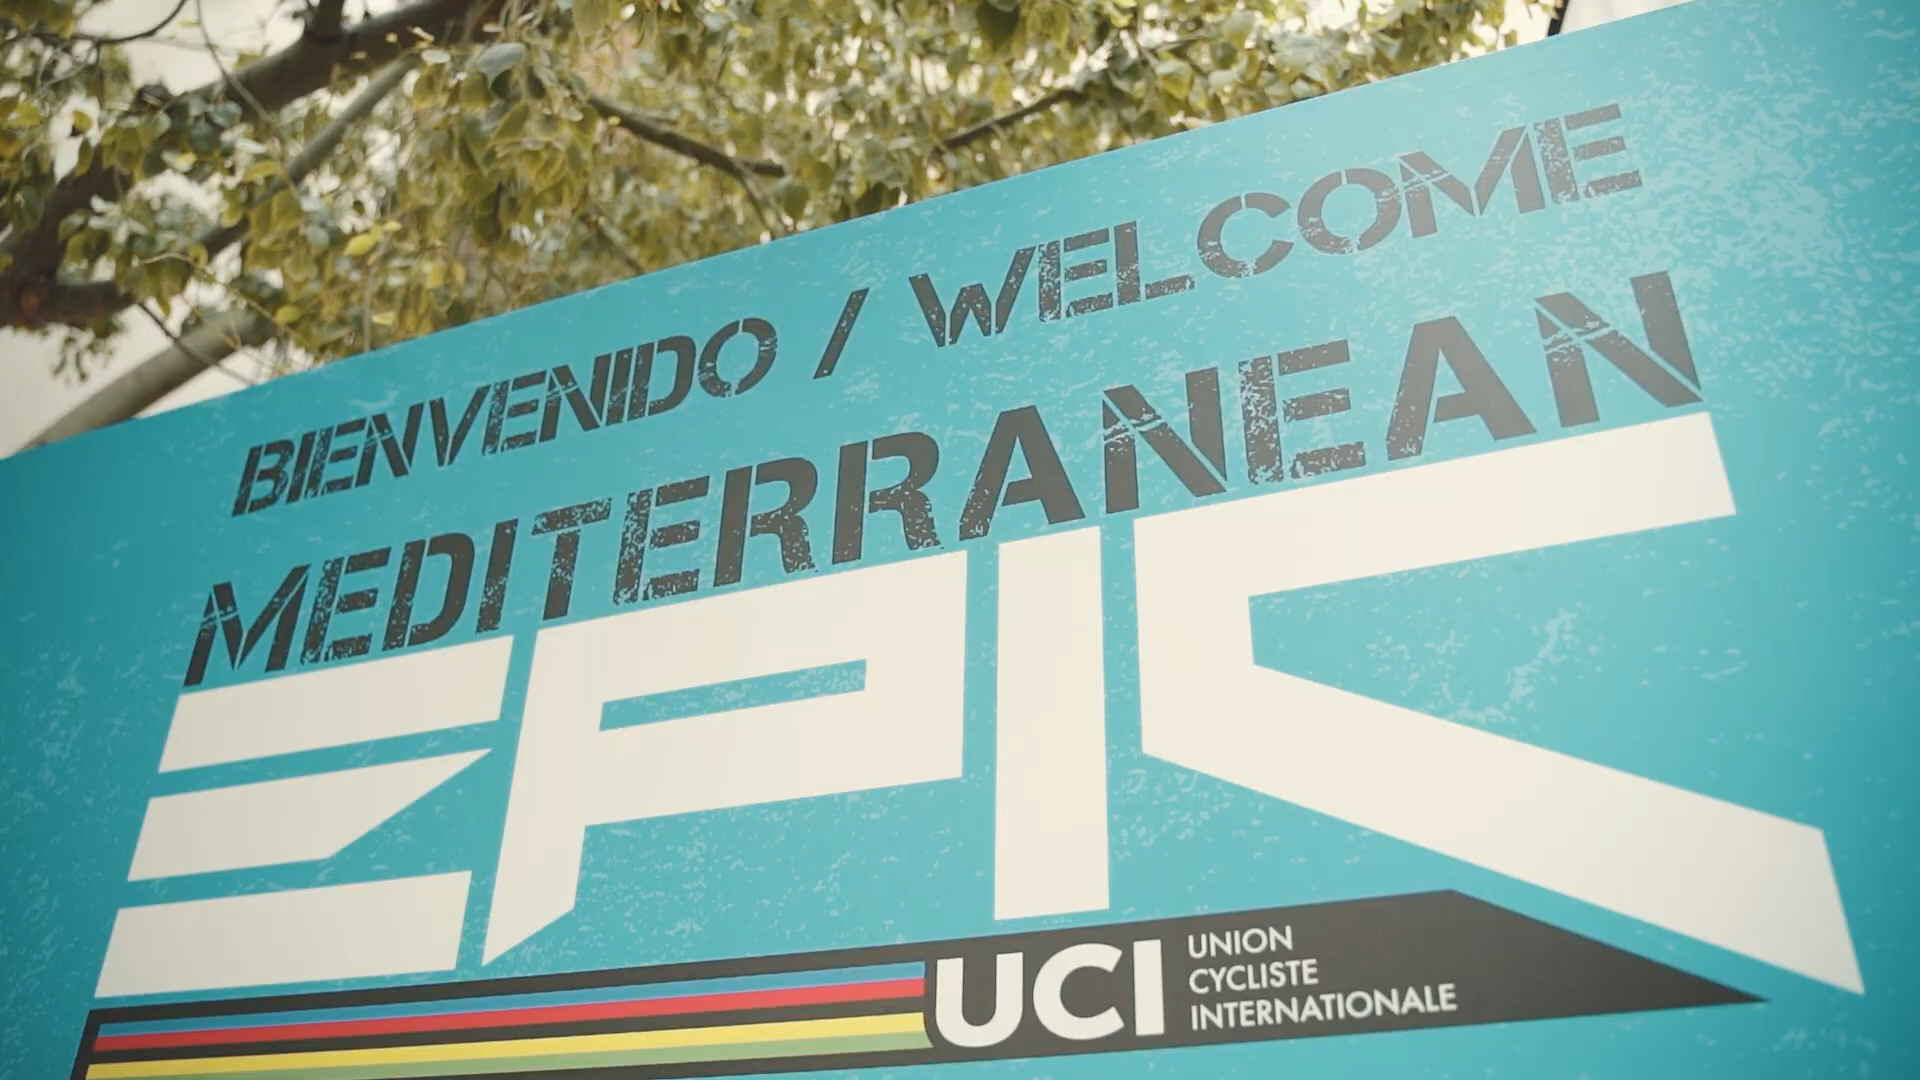 BIENVENIDO / WELCOME
MEDITERRANEAN
EPIC
UCI
UNION
CYCLISTE
INTERNATIONALE